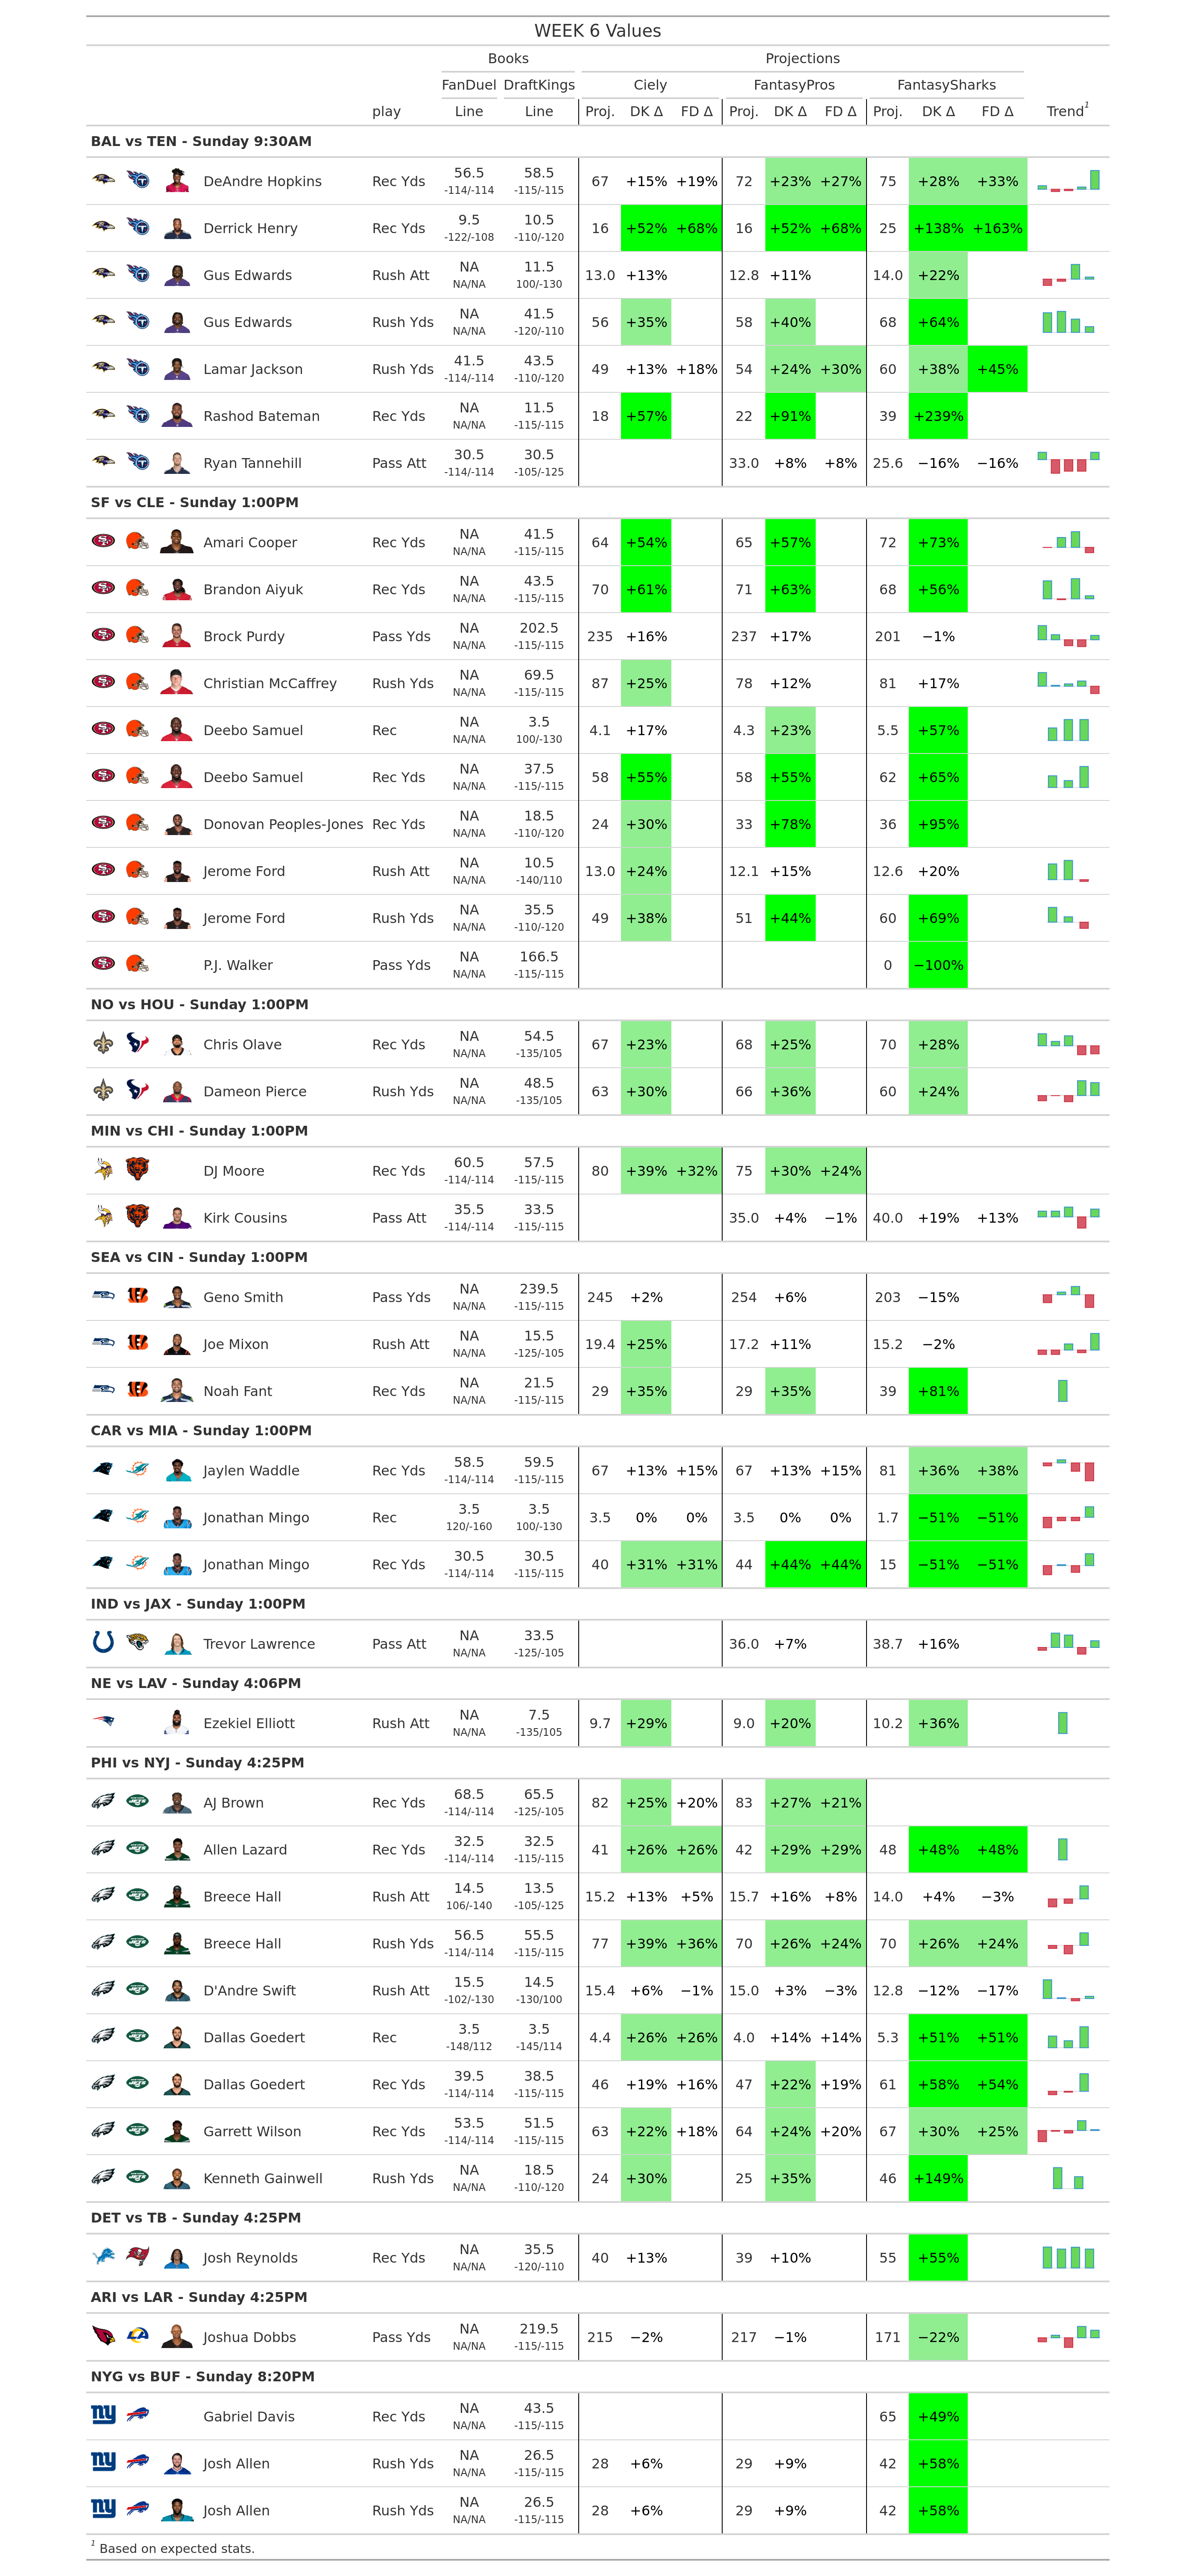 WEEK 6 Values
Books Projections
FanDuel DraftKings Ciely FantasyPros FantasySharks
play Line Line Proj. DK Δ FD Δ Proj. DK Δ FD Δ Proj. DK Δ FD Δ Trend1
BAL vs TEN - Sunday 9:30AM
DeAndre Hopkins Rec Yds 56.5 58.5 67 +15% +19% 72 +23% +27% 75 +28% +33%
-114/-114 -115/-115
Derrick Henry Rec Yds 9.5 10.5 16 +52% +68% 16 +52% +68% 25 +138% +163%
-122/-108 -110/-120
Gus Edwards Rush Att NA 11.5 13.0 +13% 12.8 +11% 14.0 +22%
NA/NA 100/-130
Gus Edwards Rush Yds NA 41.5 56 +35% 58 +40% 68 +64%
NA/NA -120/-110
Lamar Jackson Rush Yds 41.5 43.5 49 +13% +18% 54 +24% +30% 60 +38% +45%
-114/-114 -110/-120
Rashod Bateman Rec Yds NA 11.5 18 +57% 22 +91% 39 +239%
NA/NA -115/-115
Ryan Tannehill Pass Att 30.5 30.5 33.0 +8% +8% 25.6 −16% −16%
-114/-114 -105/-125
SF vs CLE - Sunday 1:00PM
Amari Cooper Rec Yds NA 41.5 64 +54% 65 +57% 72 +73%
NA/NA -115/-115
Brandon Aiyuk Rec Yds NA 43.5 70 +61% 71 +63% 68 +56%
NA/NA -115/-115
Brock Purdy Pass Yds NA 202.5 235 +16% 237 +17% 201 −1%
NA/NA -115/-115
Christian McCaffrey Rush Yds NA 69.5 87 +25% 78 +12% 81 +17%
NA/NA -115/-115
Deebo Samuel Rec NA 3.5 4.1 +17% 4.3 +23% 5.5 +57%
NA/NA 100/-130
Deebo Samuel Rec Yds NA 37.5 58 +55% 58 +55% 62 +65%
NA/NA -115/-115
Donovan Peoples-Jones Rec Yds NA 18.5 24 +30% 33 +78% 36 +95%
NA/NA -110/-120
Jerome Ford Rush Att NA 10.5 13.0 +24% 12.1 +15% 12.6 +20%
NA/NA -140/110
Jerome Ford Rush Yds NA 35.5 49 +38% 51 +44% 60 +69%
NA/NA -110/-120
P.J. Walker Pass Yds NA 166.5 0 −100%
NA/NA -115/-115
NO vs HOU - Sunday 1:00PM
Chris Olave Rec Yds NA 54.5 67 +23% 68 +25% 70 +28%
NA/NA -135/105
Dameon Pierce Rush Yds NA 48.5 63 +30% 66 +36% 60 +24%
NA/NA -135/105
MIN vs CHI - Sunday 1:00PM
DJ Moore Rec Yds 60.5 57.5 80 +39% +32% 75 +30% +24%
-114/-114 -115/-115
Kirk Cousins Pass Att 35.5 33.5 35.0 +4% −1% 40.0 +19% +13%
-114/-114 -115/-115
SEA vs CIN - Sunday 1:00PM
Geno Smith Pass Yds NA 239.5 245 +2% 254 +6% 203 −15%
NA/NA -115/-115
Joe Mixon Rush Att NA 15.5 19.4 +25% 17.2 +11% 15.2 −2%
NA/NA -125/-105
Noah Fant Rec Yds NA 21.5 29 +35% 29 +35% 39 +81%
NA/NA -115/-115
CAR vs MIA - Sunday 1:00PM
Jaylen Waddle Rec Yds 58.5 59.5 67 +13% +15% 67 +13% +15% 81 +36% +38%
-114/-114 -115/-115
Jonathan Mingo Rec 3.5 3.5 3.5 0% 0% 3.5 0% 0% 1.7 −51% −51%
120/-160 100/-130
Jonathan Mingo Rec Yds 30.5 30.5 40 +31% +31% 44 +44% +44% 15 −51% −51%
-114/-114 -115/-115
IND vs JAX - Sunday 1:00PM
Trevor Lawrence Pass Att NA 33.5 36.0 +7% 38.7 +16%
NA/NA -125/-105
NE vs LAV - Sunday 4:06PM
Ezekiel Elliott Rush Att NA 7.5 9.7 +29% 9.0 +20% 10.2 +36%
NA/NA -135/105
PHI vs NYJ - Sunday 4:25PM
AJ Brown Rec Yds 68.5 65.5 82 +25% +20% 83 +27% +21%
-114/-114 -125/-105
Allen Lazard Rec Yds 32.5 32.5 41 +26% +26% 42 +29% +29% 48 +48% +48%
-114/-114 -115/-115
Breece Hall Rush Att 14.5 13.5 15.2 +13% +5% 15.7 +16% +8% 14.0 +4% −3%
106/-140 -105/-125
Breece Hall Rush Yds 56.5 55.5 77 +39% +36% 70 +26% +24% 70 +26% +24%
-114/-114 -115/-115
D'Andre Swift Rush Att 15.5 14.5 15.4 +6% −1% 15.0 +3% −3% 12.8 −12% −17%
-102/-130 -130/100
Dallas Goedert Rec 3.5 3.5 4.4 +26% +26% 4.0 +14% +14% 5.3 +51% +51%
-148/112 -145/114
Dallas Goedert Rec Yds 39.5 38.5 46 +19% +16% 47 +22% +19% 61 +58% +54%
-114/-114 -115/-115
Garrett Wilson Rec Yds 53.5 51.5 63 +22% +18% 64 +24% +20% 67 +30% +25%
-114/-114 -115/-115
Kenneth Gainwell Rush Yds NA 18.5 24 +30% 25 +35% 46 +149%
NA/NA -110/-120
DET vs TB - Sunday 4:25PM
Josh Reynolds Rec Yds NA 35.5 40 +13% 39 +10% 55 +55%
NA/NA -120/-110
ARI vs LAR - Sunday 4:25PM
Joshua Dobbs Pass Yds NA 219.5 215 −2% 217 −1% 171 −22%
NA/NA -115/-115
NYG vs BUF - Sunday 8:20PM
Gabriel Davis Rec Yds NA 43.5 65 +49%
NA/NA -115/-115
Josh Allen Rush Yds NA 26.5 28 +6% 29 +9% 42 +58%
NA/NA -115/-115
Josh Allen Rush Yds NA 26.5 28 +6% 29 +9% 42 +58%
NA/NA -115/-115
1 Based on expected stats.